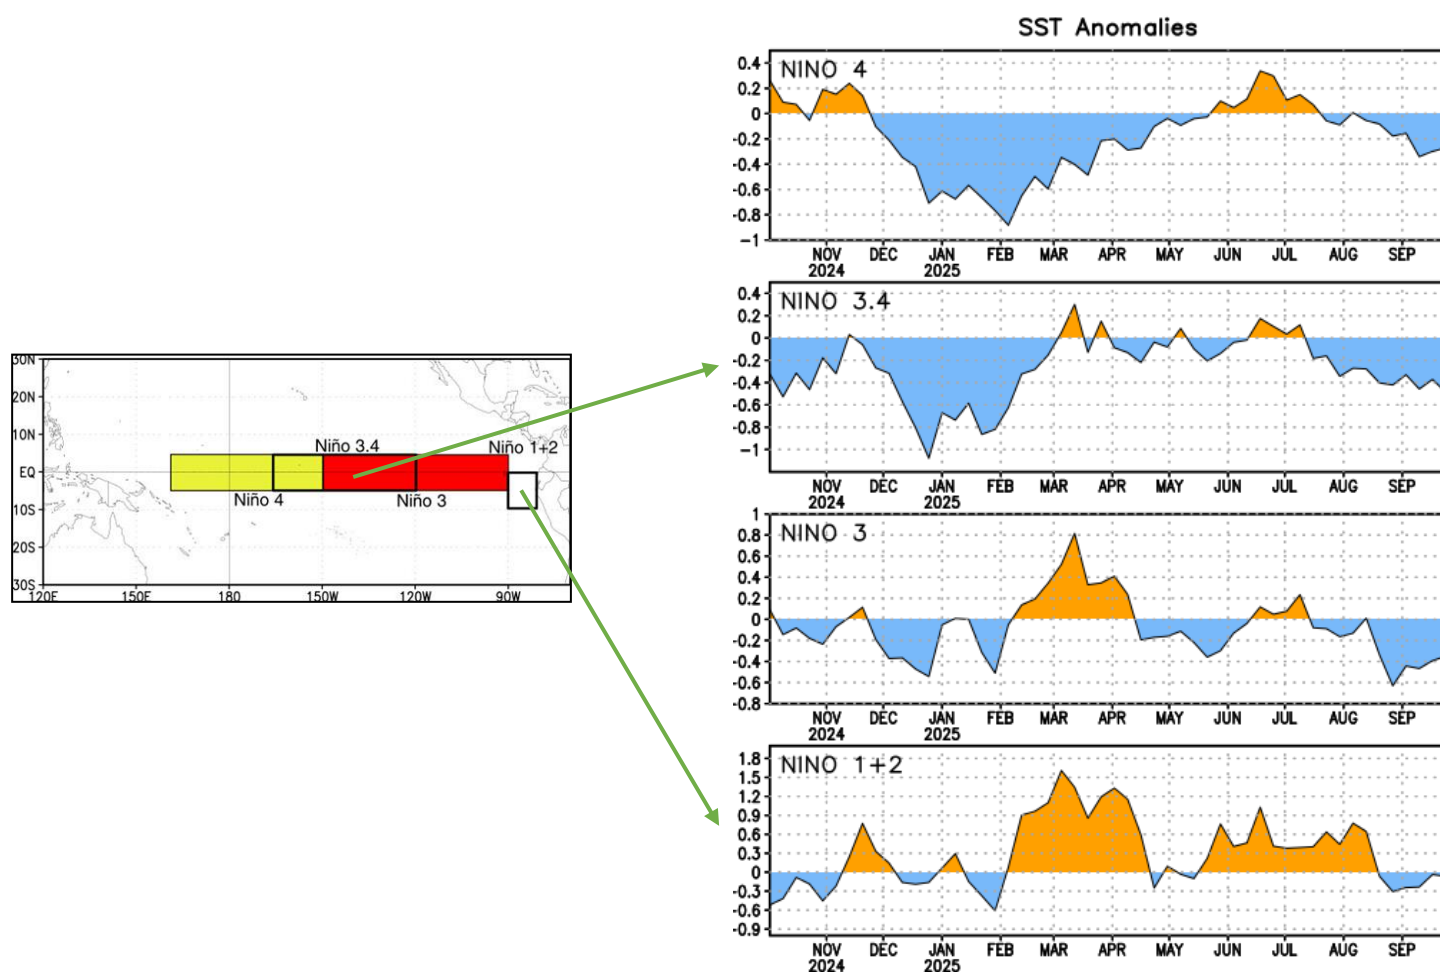 SST Anomalies
NINO 4
0.4
0.2
0
-0.2
-0.4
-0.6
-0.8
-1
NOV DEC JAN FEB MAR APR MAY JUN JUL AUG SEP
2024 2025
NINO 3.4
0.4
0.2
0
-0.2
-0.4
-0.6
-0.8
-1
NOV DEC JAN FEB MAR APR MAY JUN JUL AUG SEP
2024 2025
NINO 3
1
0.8
0.6
0.4
0.2
0
-0.2
-0.4
-0.6
-0.8
NOV DEC JAN FEB MAR APR MAY JUN JUL AUG SEP
2024 2025
NINO 1+2
1.8
1.5
1.2
0.9
0.6
0.3
0
-0.3
-0.6
-0.9
NOV DEC JAN FEB MAR APR MAY JUN JUL AUG SEP
2024 2025
30N
20N
10N
EQ
10S
20S
30S
120E 150E 180 150W 120W 90W
Niño 3.4
Niño 1+2
Niño 4
Niño 3